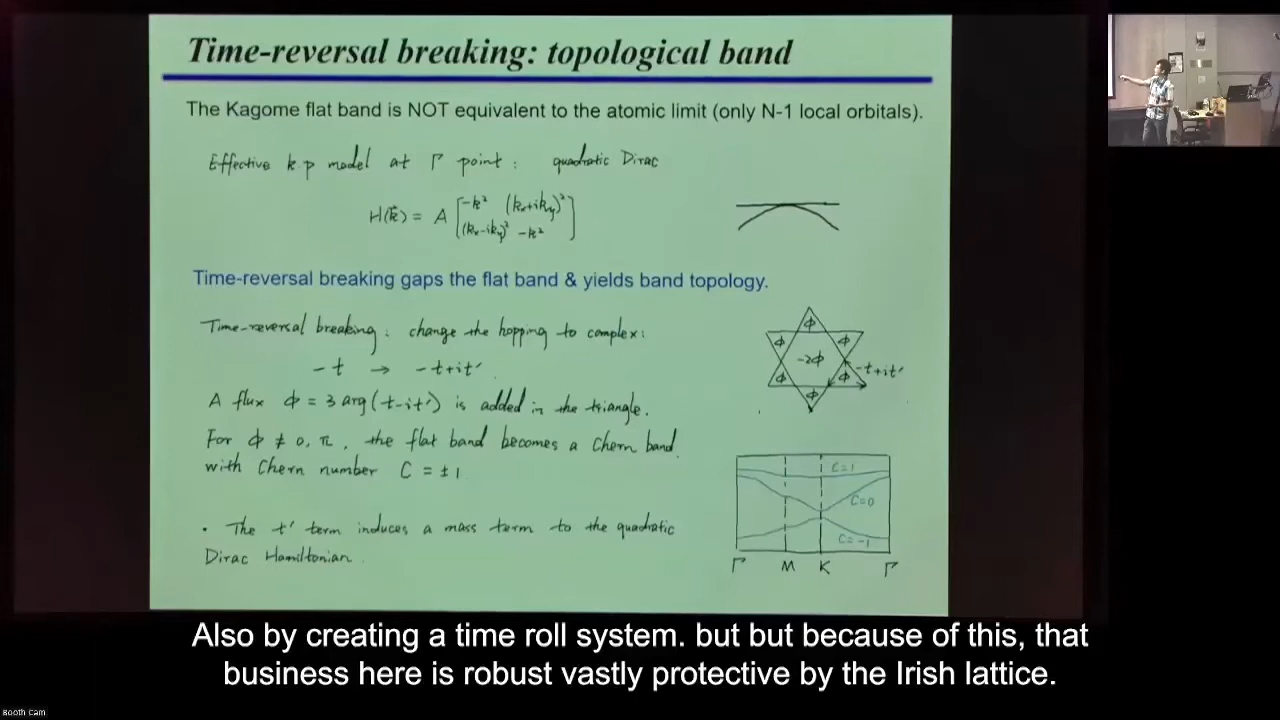 Time-reversal breaking: topological band
The Kagome flat band is NOT equivalent to the atomic limit (only N-1 local orbitals).
Effective k p model at Γ point : quadratic Dirac
H(k⃗) = A [ -k² (kx+iky)²
(kx-iky)² -k² ]
Time-reversal breaking gaps the flat band & yields band topology.
Time-reversal breaking : change the hopping to complex :
-t → -t+it′
A flux ϕ = 3 arg(t-it′) is added in the triangle.
For ϕ ≠ 0, π, the flat band becomes a Chern band
with Chern number C = ±1
• The t′ term induces a mass term to the quadratic
Dirac Hamiltonian.
ϕ
ϕ ϕ
-2ϕ
ϕ ϕ -t+it′
ϕ
C=1
C=0
C=-1
Γ M K Γ
Also by creating a time roll system. but but because of this, that
business here is robust vastly protective by the Irish lattice.
Booth Cam